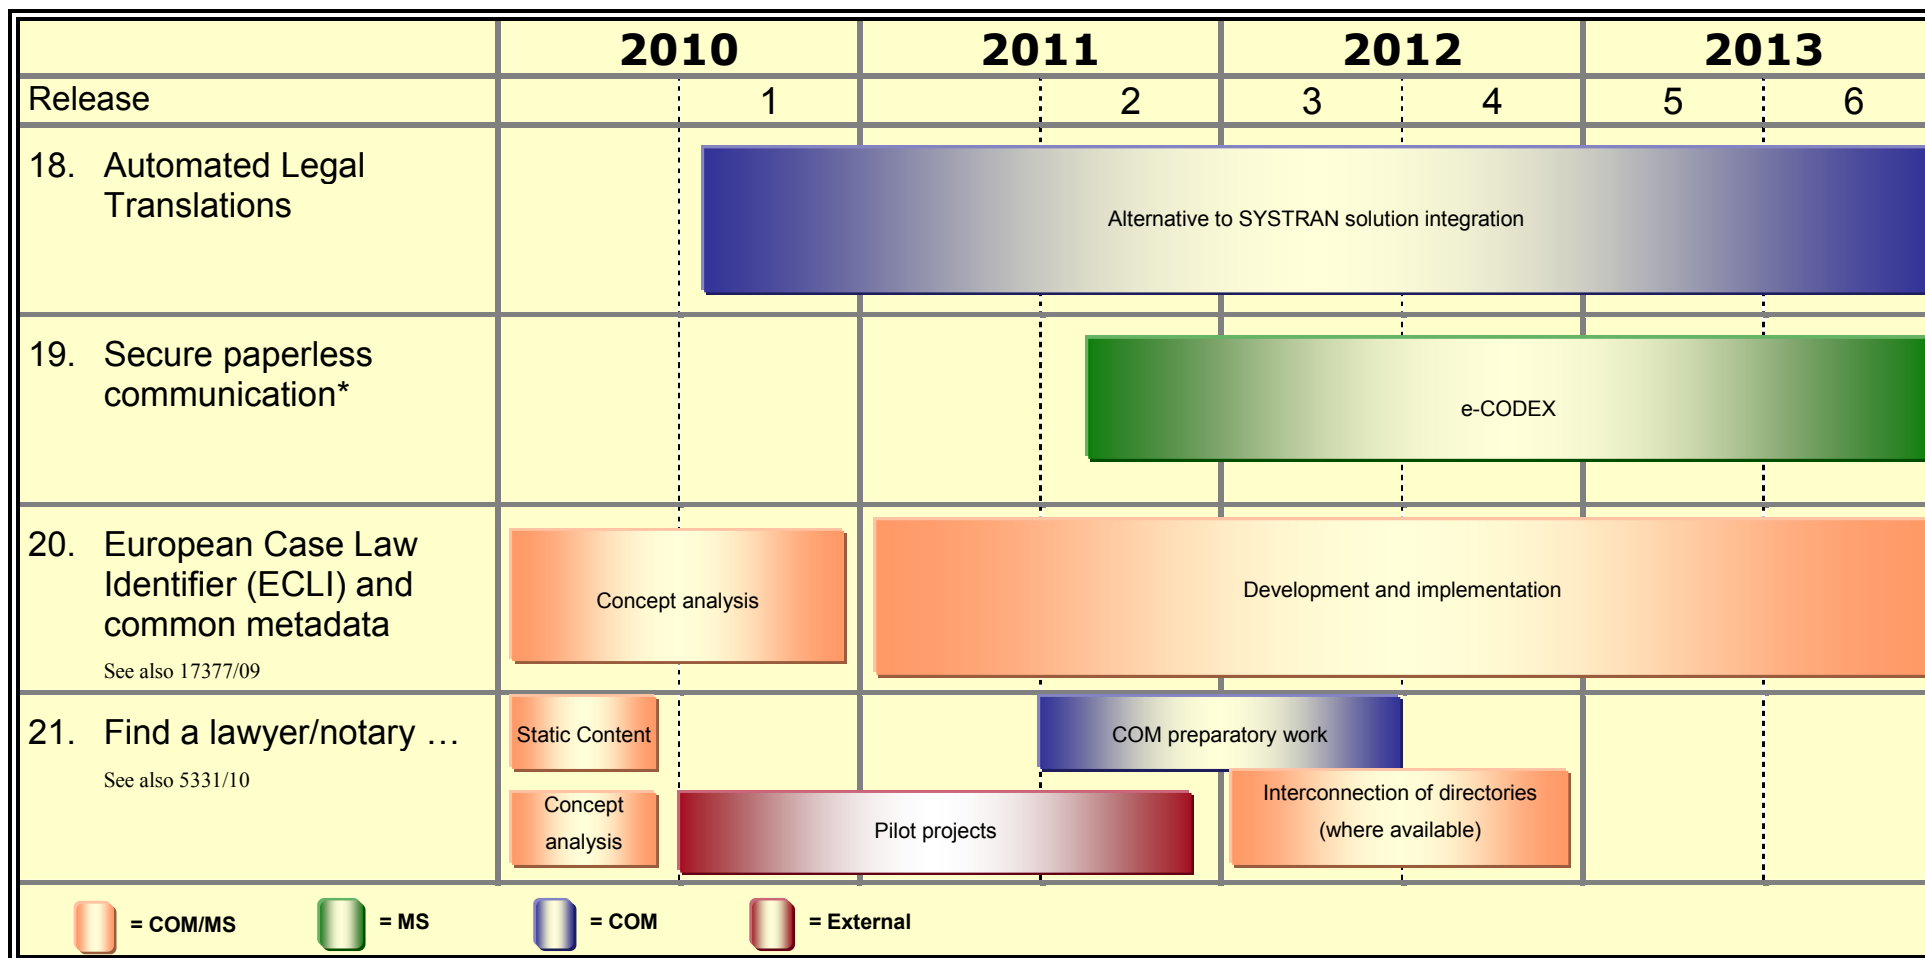 2010 2011 2012 2013
Release 1 2 3 4 5 6
18. Automated Legal
Translations
Alternative to SYSTRAN solution integration
19. Secure paperless
communication*
e-CODEX
20. European Case Law
Identifier (ECLI) and
common metadata
See also 17377/09
Concept analysis
Development and implementation
21. Find a lawyer/notary …
See also 5331/10
Static Content
COM preparatory work
Concept
analysis
Pilot projects
Interconnection of directories
(where available)
= COM/MS = MS = COM = External